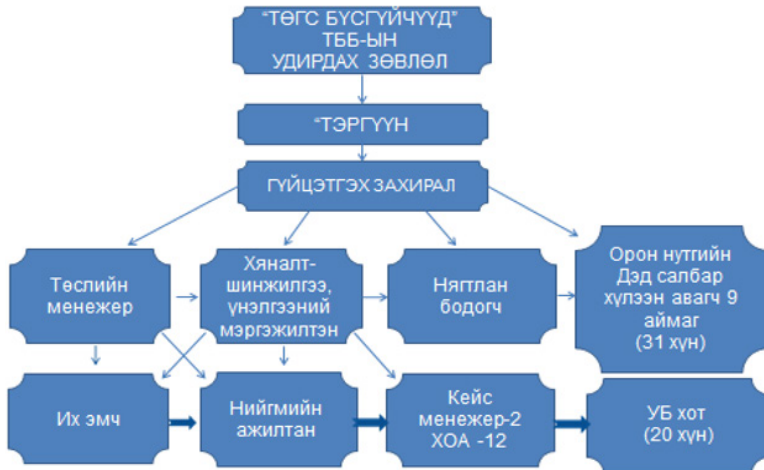 “ТӨГС БҮСГҮЙЧҮҮД”
ТББ-ЫН
УДИРДАХ ЗӨВЛӨЛ
“ТЭРГҮҮН
ГҮЙЦЭТГЭХ ЗАХИРАЛ
Төслийн
менежер
Хяналт-
шинжилгээ,
үнэлгээний
мэргэжилтэн
Нягтлан
бодогч
Орон нутгийн
Дэд салбар
хүлээн авагч 9
аймаг
(31 хүн)
Их эмч
Нийгмийн
ажилтан
Кейс
менежер-2
ХОА -12
УБ хот
(20 хүн)